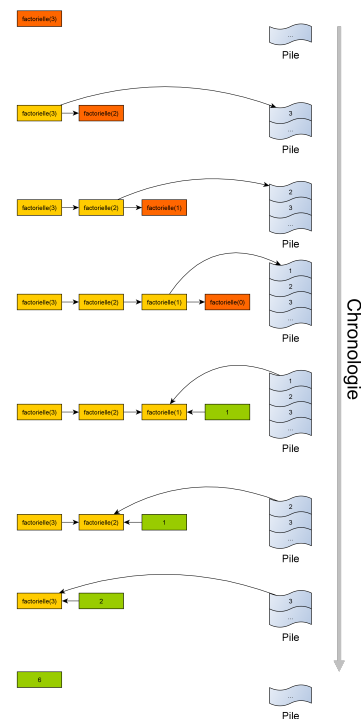 factorielle(3)
...
Pile
factorielle(3) factorielle(2)
3
...
Pile
factorielle(3) factorielle(2) factorielle(1)
2
3
...
Pile
1
2
factorielle(3) factorielle(2) factorielle(1) factorielle(0)
3
...
Pile
Chronologie
1
2
factorielle(3) factorielle(2) factorielle(1) 1
3
...
Pile
2
factorielle(3) factorielle(2) 1
3
...
Pile
factorielle(3) 2
3
...
Pile
6
...
Pile